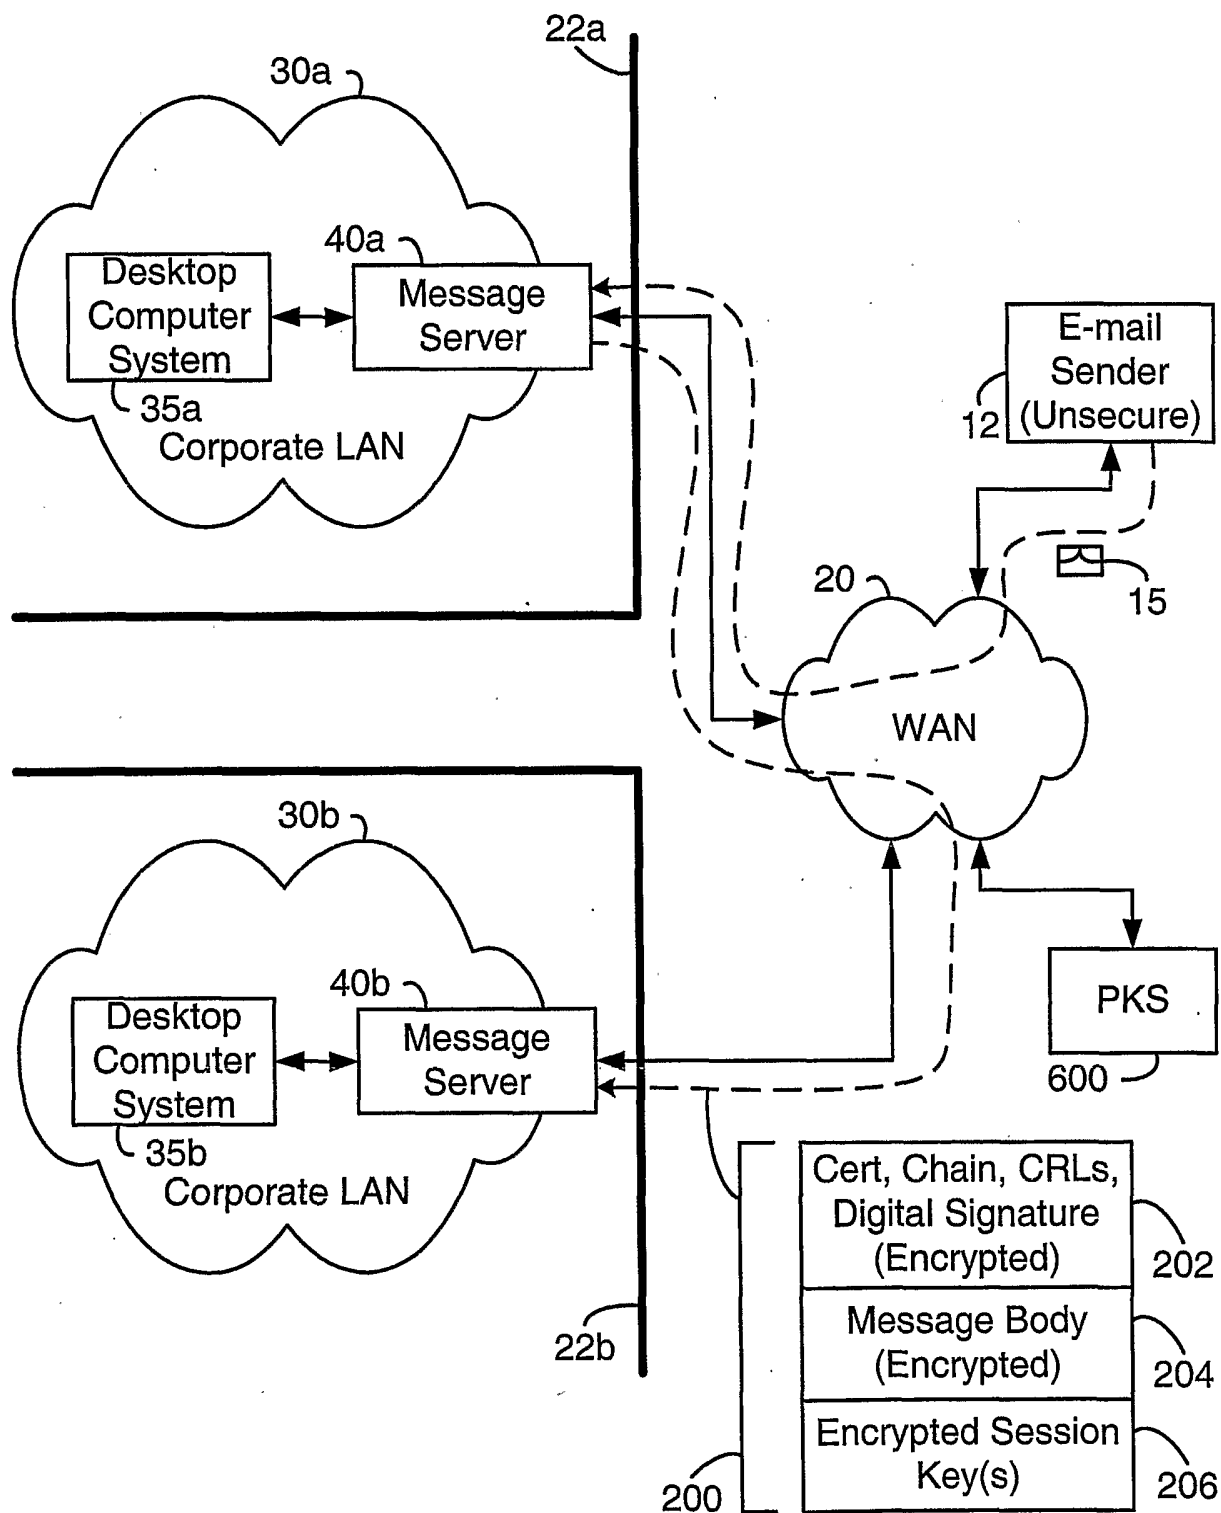 22a
30a
40a
Desktop
Computer
System
Message
Server
35a
Corporate LAN
E-mail
Sender
(Unsecure)
12
15
20
WAN
30b
40b
Desktop
Computer
System
Message
Server
35b
Corporate LAN
22b
PKS
600
Cert, Chain, CRLs,
Digital Signature
(Encrypted)
202
Message Body
(Encrypted)
204
Encrypted Session
Key(s)
206
200